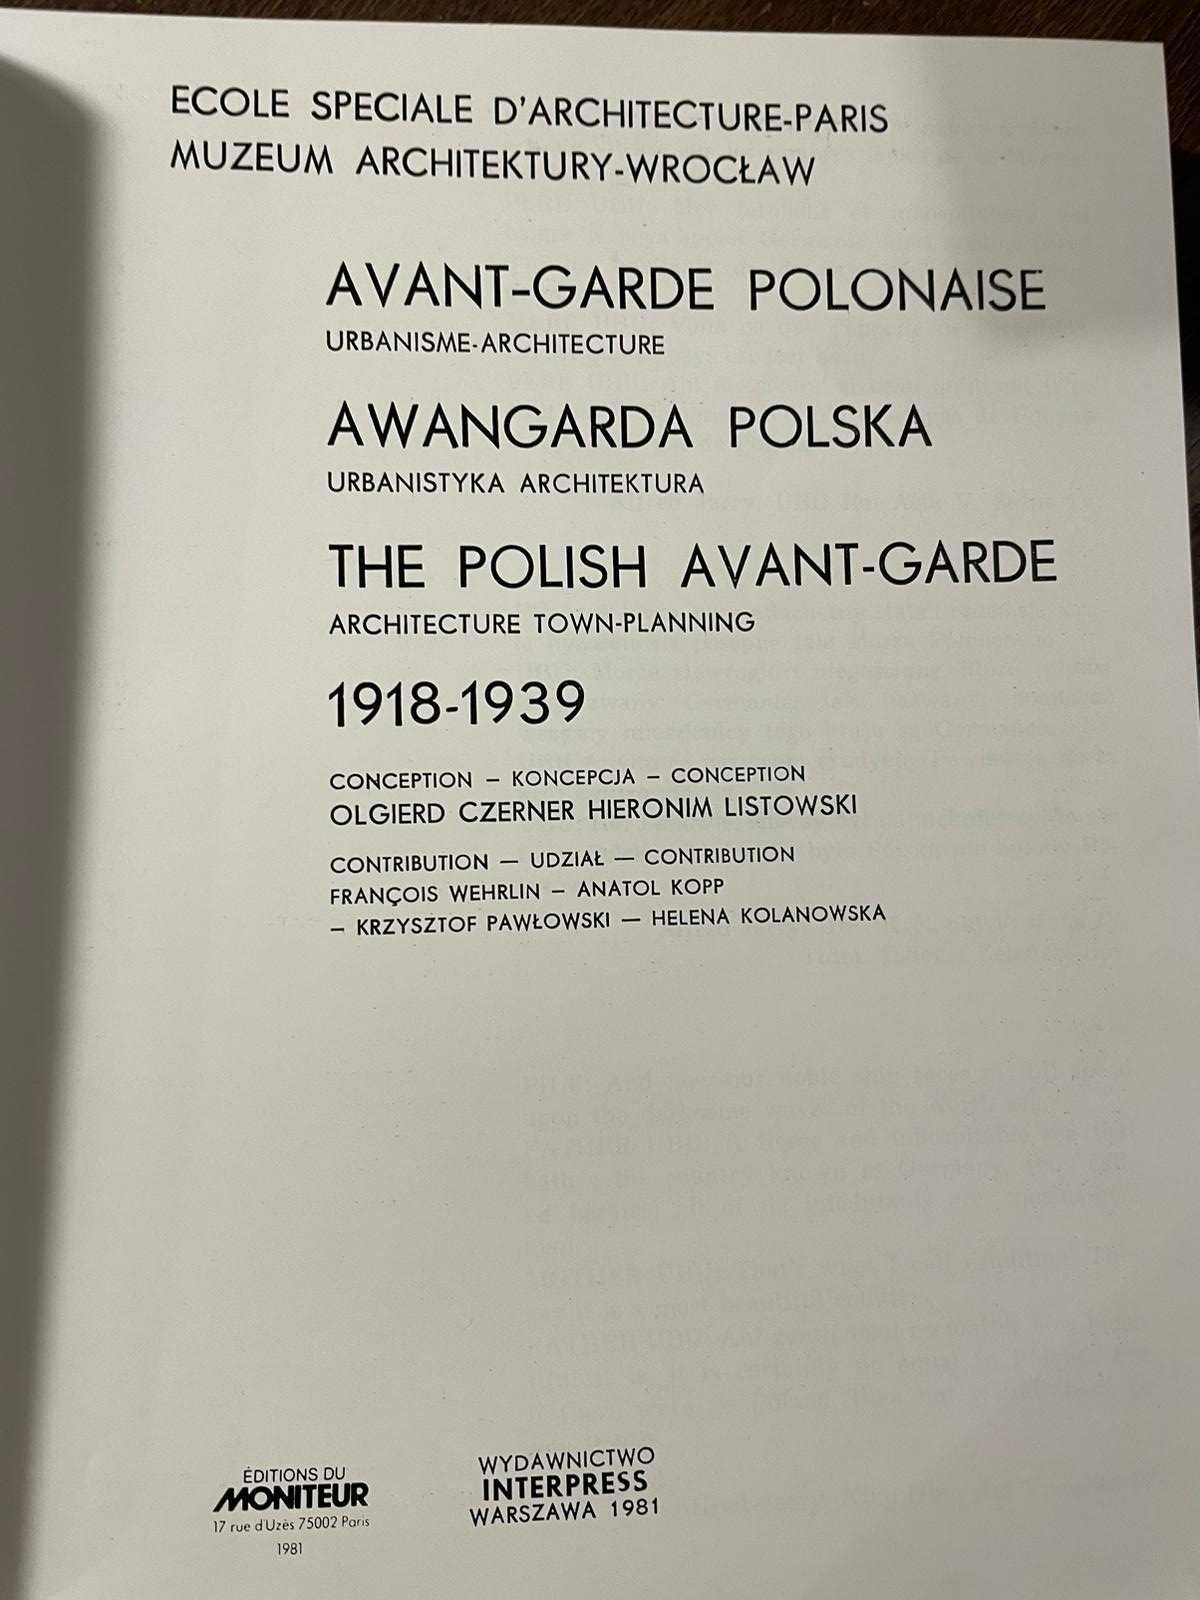 ECOLE SPECIALE D'ARCHITECTURE-PARIS
MUZEUM ARCHITEKTURY-WROCŁAW
AVANT-GARDE POLONAISE
URBANISME-ARCHITECTURE
AWANGARDA POLSKA
URBANISTYKA ARCHITEKTURA
THE POLISH AVANT-GARDE
ARCHITECTURE TOWN-PLANNING
1918-1939
CONCEPTION – KONCEPCJA – CONCEPTION
OLGIERD CZERNER HIERONIM LISTOWSKI
CONTRIBUTION — UDZIAŁ — CONTRIBUTION
FRANÇOIS WEHRLIN – ANATOL KOPP
– KRZYSZTOF PAWŁOWSKI — HELENA KOLANOWSKA
ÉDITIONS DU
MONITEUR
17 rue d'Uzès 75002 Paris
1981
WYDAWNICTWO
INTERPRESS
WARSZAWA 1981